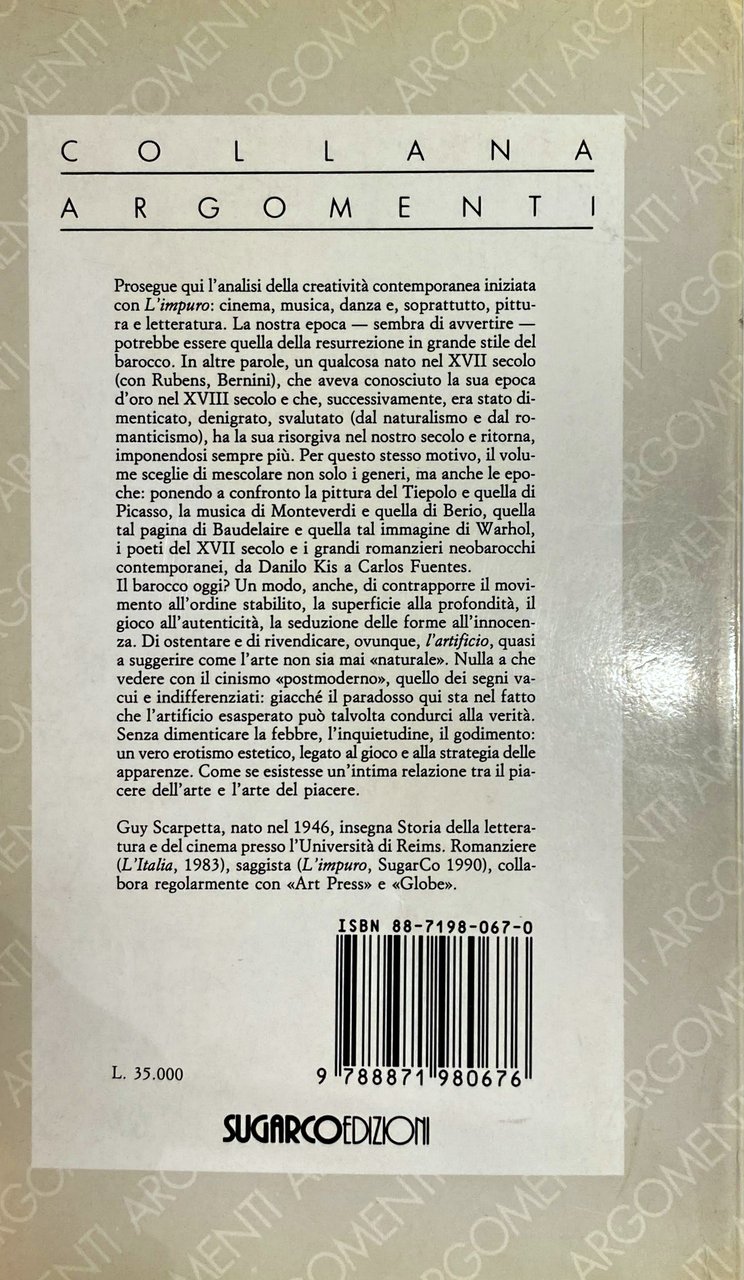 COLLANA
ARGOMENTI
Prosegue qui l'analisi della creatività contemporanea iniziata
con L'impuro: cinema, musica, danza e, soprattutto, pittu-
ra e letteratura. La nostra epoca — sembra di avvertire —
potrebbe essere quella della resurrezione in grande stile del
barocco. In altre parole, un qualcosa nato nel XVII secolo
(con Rubens, Bernini), che aveva conosciuto la sua epoca
d'oro nel XVIII secolo e che, successivamente, era stato di-
menticato, denigrato, svalutato (dal naturalismo e dal ro-
manticismo), ha la sua risorgiva nel nostro secolo e ritorna,
imponendosi sempre più. Per questo stesso motivo, il volu-
me sceglie di mescolare non solo i generi, ma anche le epo-
che: ponendo a confronto la pittura del Tiepolo e quella di
Picasso, la musica di Monteverdi e quella di Berio, quella
tal pagina di Baudelaire e quella tal immagine di Warhol,
i poeti del XVII secolo e i grandi romanzieri neobarocchi
contemporanei, da Danilo Kis a Carlos Fuentes.
Il barocco oggi? Un modo, anche, di contrapporre il movi-
mento all'ordine stabilito, la superficie alla profondità, il
gioco all'autenticità, la seduzione delle forme all'innocen-
za. Di ostentare e di rivendicare, ovunque, l'artificio, quasi
a suggerire come l'arte non sia mai «naturale». Nulla a che
vedere con il cinismo «postmoderno», quello dei segni va-
cui e indifferenziati: giacché il paradosso qui sta nel fatto
che l'artificio esasperato può talvolta condurci alla verità.
Senza dimenticare la febbre, l'inquietudine, il godimento:
un vero erotismo estetico, legato al gioco e alla strategia delle
apparenze. Come se esistesse un'intima relazione tra il pia-
cere dell'arte e l'arte del piacere.
Guy Scarpetta, nato nel 1946, insegna Storia della lettera-
tura e del cinema presso l'Università di Reims. Romanziere
(L'Italia, 1983), saggista (L'impuro, SugarCo 1990), colla-
bora regolarmente con «Art Press» e «Globe».
ISBN 88-7198-067-0
L. 35.000
9 788871 980676
SUGARCOEDIZIONI